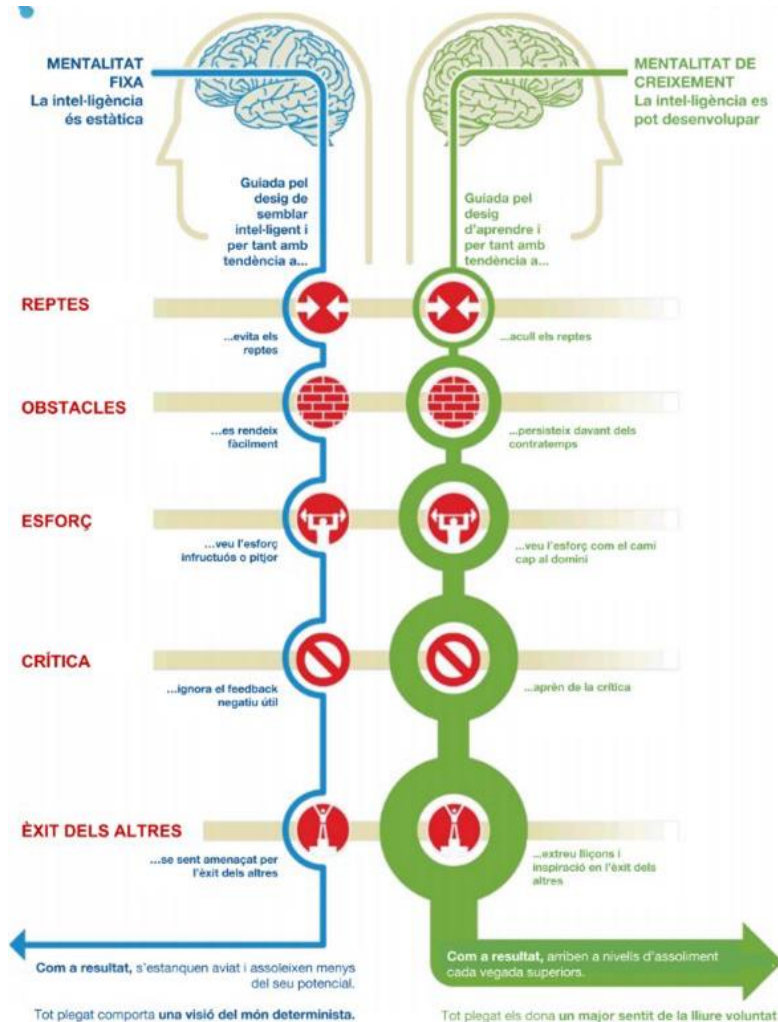 MENTALITAT
FIXA
La intel·ligència
és estàtica
MENTALITAT DE
CREIXEMENT
La intel·ligència es
pot desenvolupar
Guiada pel
desig de
semblar
intel·ligent i
per tant amb
tendència a...
Guiada pel
desig
d'aprendre i
per tant amb
tendència a...
REPTES
...evita els
reptes
...acull els reptes
OBSTACLES
...es rendeix
fàcilment
...persisteix davant dels
contratemps
ESFORÇ
...veu l'esforç
infructuós o pitjor
...veu l'esforç com el camí
cap al domini
CRÍTICA
...ignora el feedback
negatiu útil
...aprèn de la crítica
ÈXIT DELS ALTRES
...se sent amenaçat per
l'èxit dels altres
...extreu lliçons i
inspiració en l'èxit dels
altres
Com a resultat, s'estanquen aviat i assoleixen menys
del seu potencial.
Com a resultat, arriben a nivells d'assoliment
cada vegada superiors.
Tot plegat comporta una visió del món determinista.
Tot plegat els dona un major sentit de la lliure voluntat